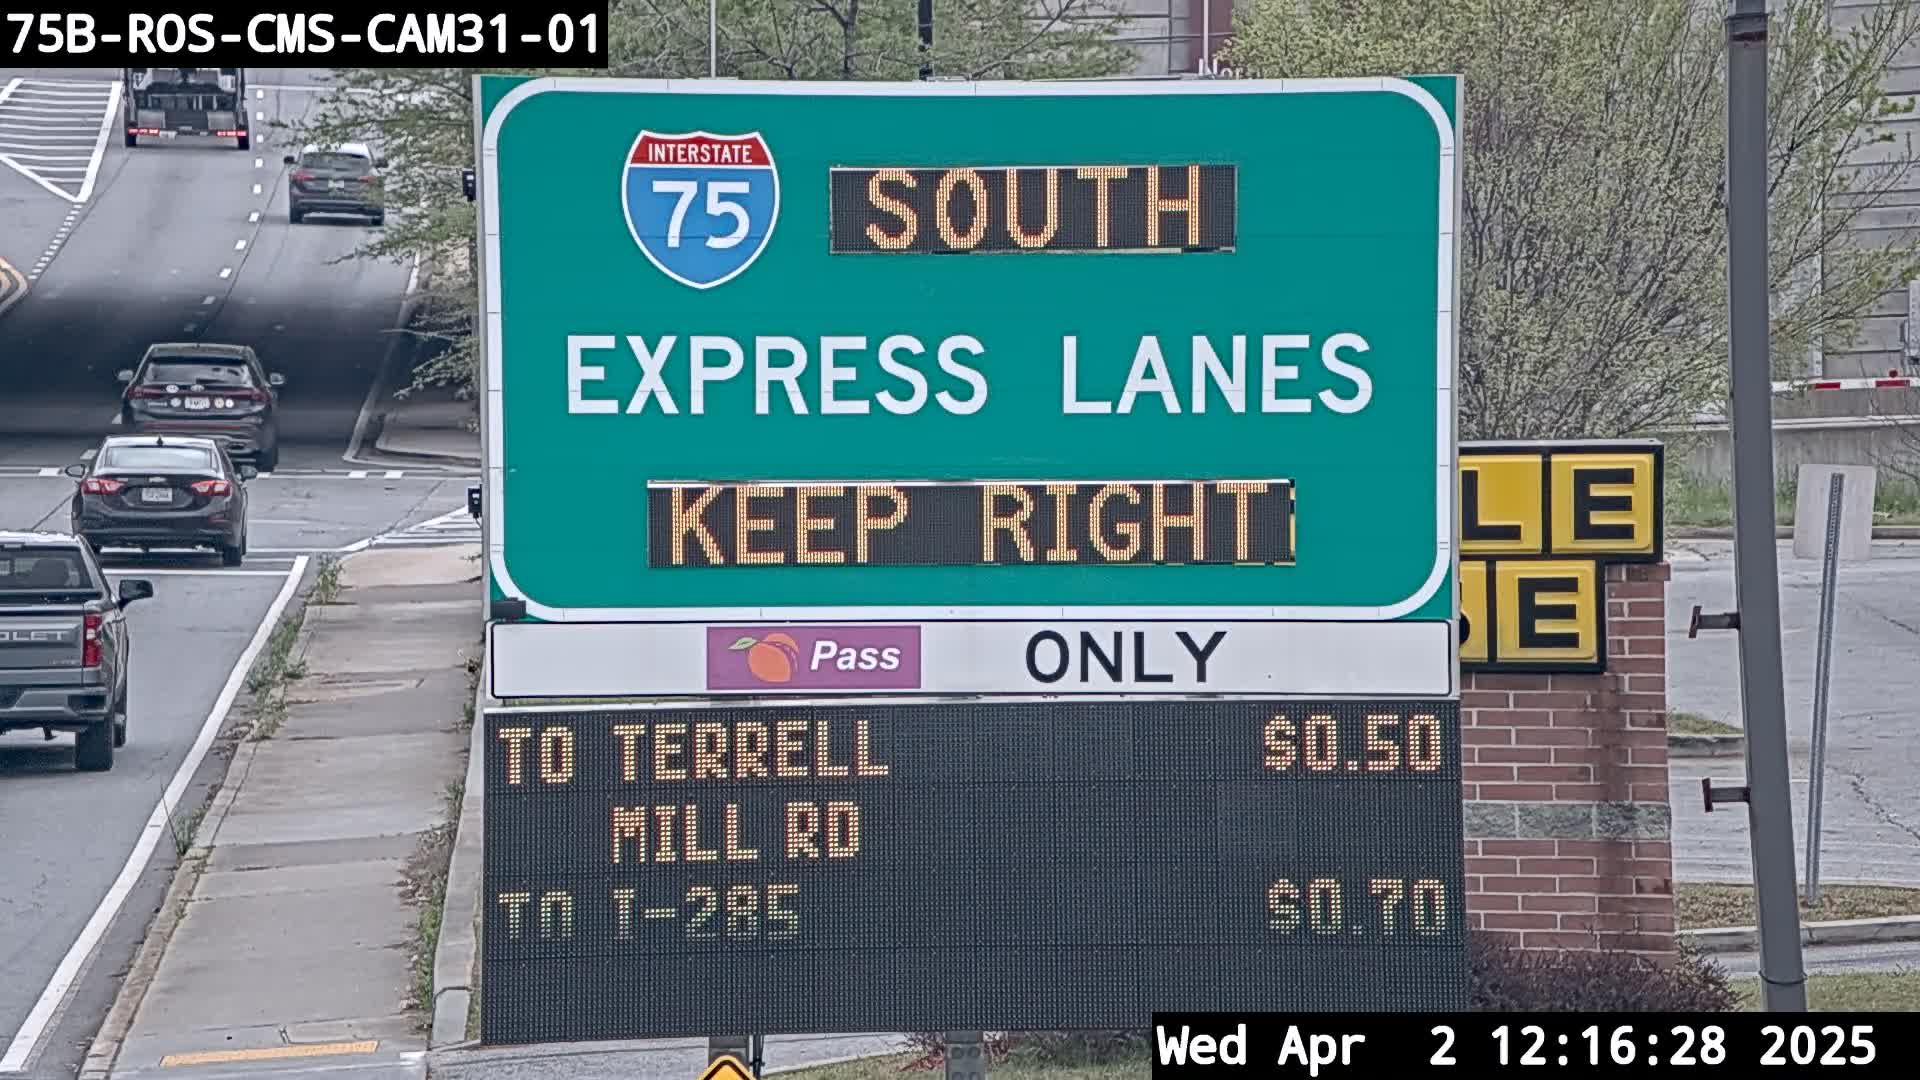 75B-ROS-CMS-CAM31-01
INTERSTATE
75
SOUTH
EXPRESS LANES
KEEP RIGHT
Pass ONLY
TO TERRELL $0.50
MILL RD
TO I-285 $0.70
LE
E
Wed Apr 2 12:16:28 2025